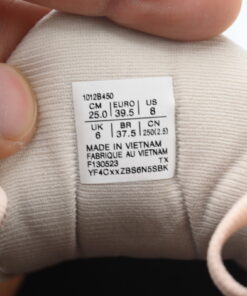 1012B450
CM EURO US
25.0 39.5 8
UK BR CN
6 37.5 250(2.5)
MADE IN VIETNAM
FABRIQUE AU VIETNAM
F130523 TX
YF4CxxZBS6N5SBK